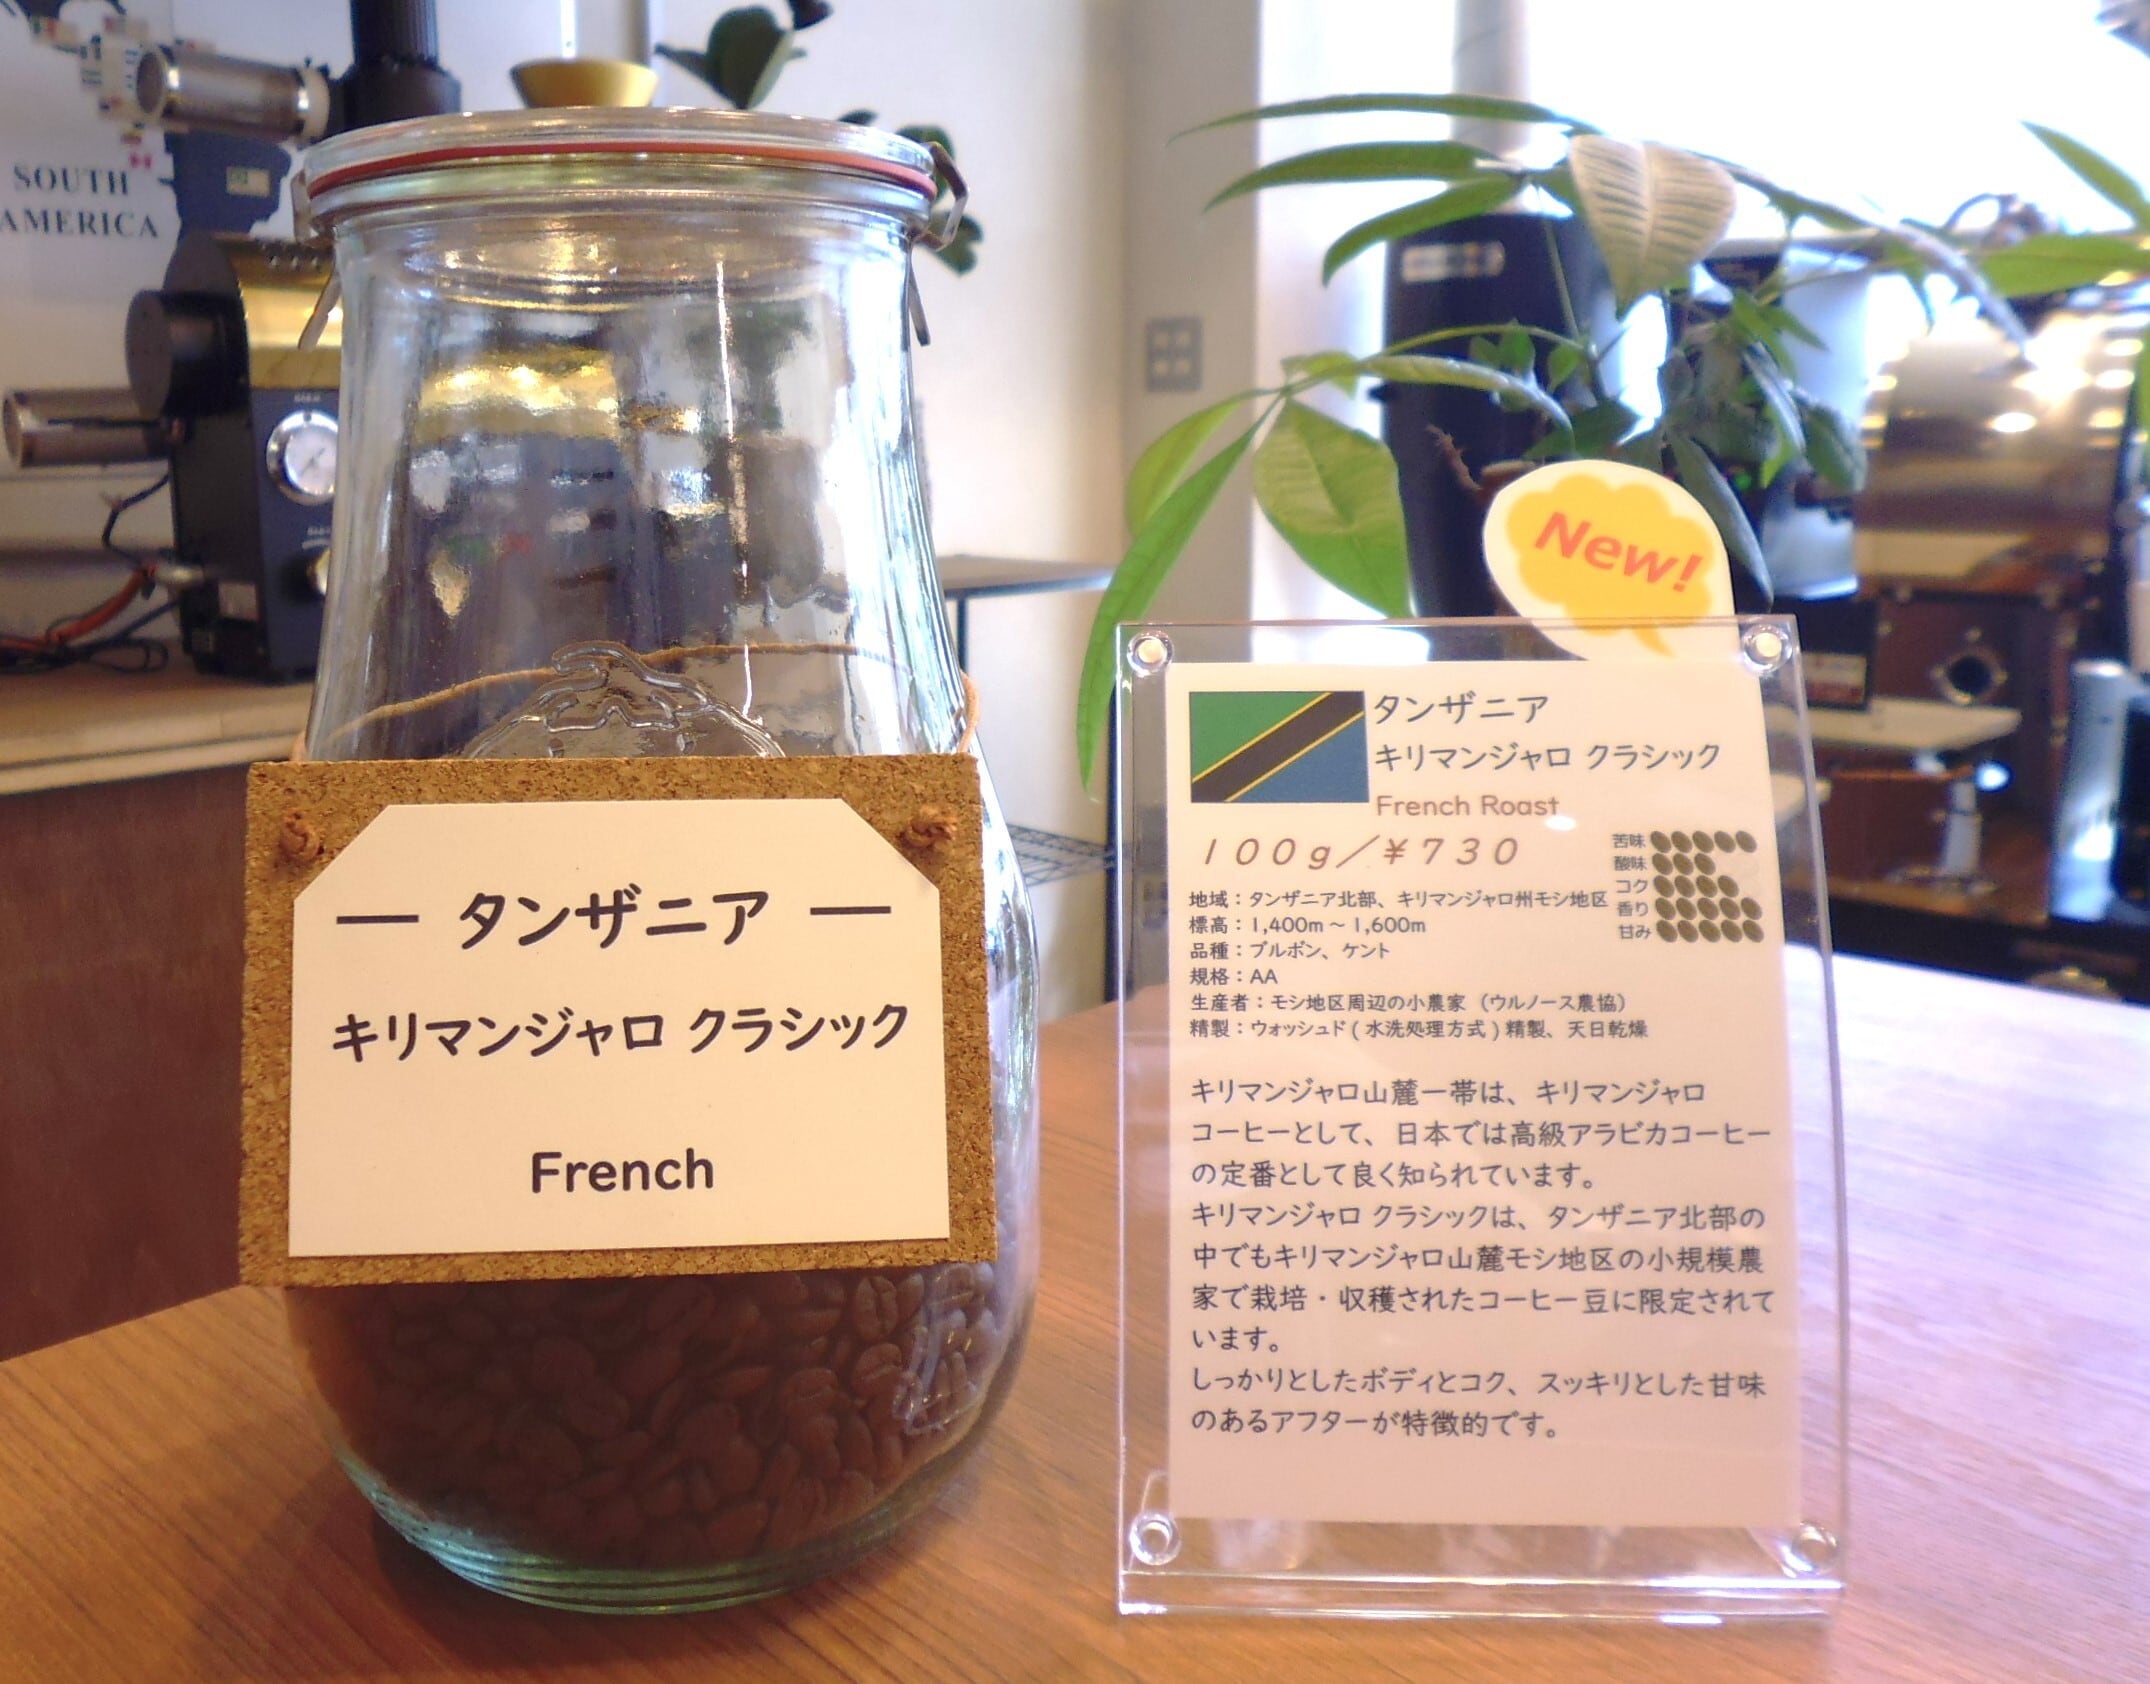 SOUTH
AMERICA
― タンザニア ―
キリマンジャロ クラシック
French
New!
タンザニア
キリマンジャロ クラシック
French Roast
100g/¥730
苦味
酸味
コク
香り
甘み
地域：タンザニア北部、キリマンジャロ州モシ地区
標高：1,400m～1,600m
品種：ブルボン、ケント
規格：AA
生産者：モシ地区周辺の小農家（ウルノース農協）
精製：ウォッシュド(水洗処理方式)精製、天日乾燥
キリマンジャロ山麓一帯は、キリマンジャロ
コーヒーとして、日本では高級アラビカコーヒー
の定番として良く知られています。
キリマンジャロ クラシックは、タンザニア北部の
中でもキリマンジャロ山麓モシ地区の小規模農
家で栽培・収穫されたコーヒー豆に限定されて
います。
しっかりとしたボディとコク、スッキリとした甘味
のあるアフターが特徴的です。